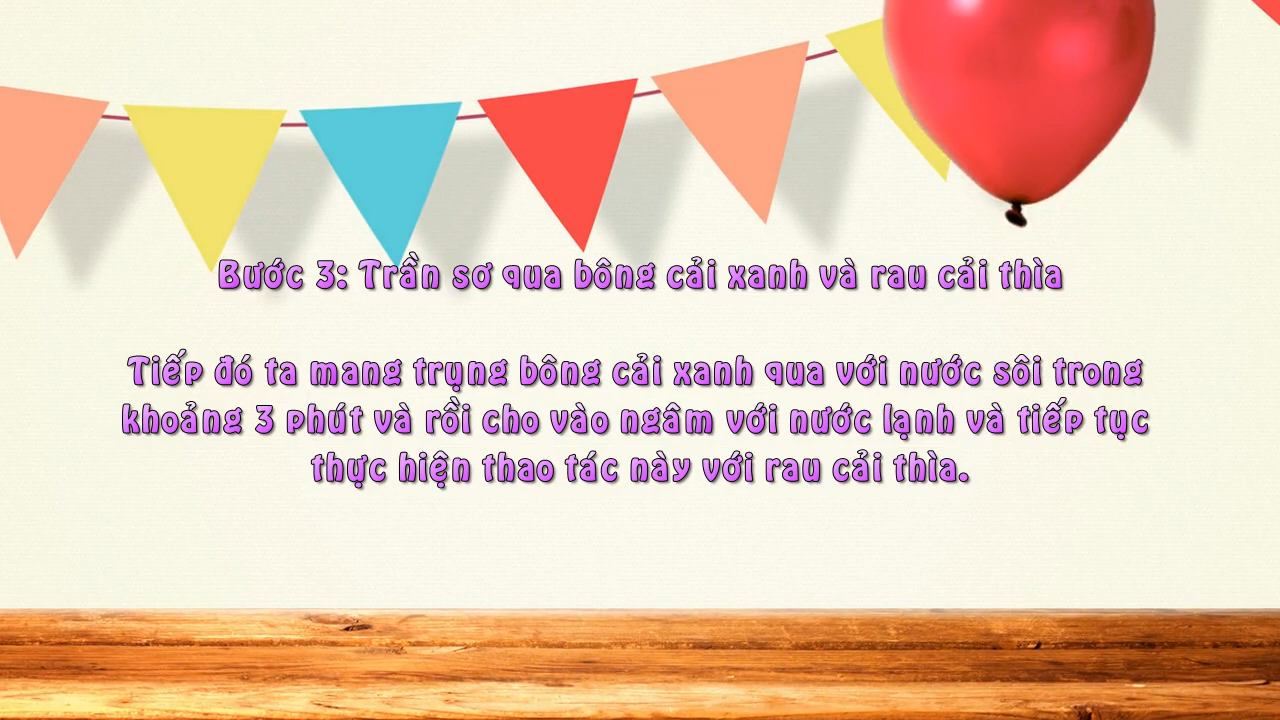 Bước 3: Trần sơ qua bông cải xanh và rau cải thìa
Tiếp đó ta mang trụng bông cải xanh qua với nước sôi trong
khoảng 3 phút và rồi cho vào ngâm với nước lạnh và tiếp tục
thực hiện thao tác này với rau cải thìa.